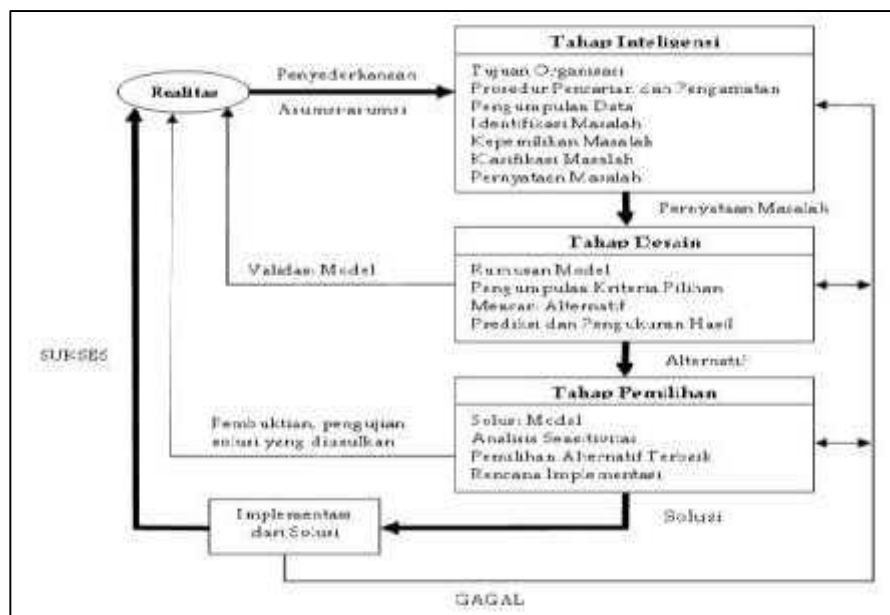 Tahap Inteligensi
Penyederhanaan
Realitas
Asumsi-asumsi
Tujuan Organisasi
Prosedur Pencarian dan Pengamatan
Pengumpulan Data
Identifikasi Masalah
Kepemilikan Masalah
Klasifikasi Masalah
Pernyataan Masalah
Pernyataan Masalah
Tahap Desain
Validasi Model
Rumusan Model
Pengumpulan Kriteria Pilihan
Mencari Alternatif
Prediksi dan Pengukuran Hasil
SUKSES
Alternatif
Tahap Pemilihan
Pembuktian, pengujian
solusi yang diusulkan
Solusi Model
Analisis Sensitivitas
Pemilihan Alternatif Terbaik
Rencana Implementasi
Implementasi
dari Solusi
Solusi
GAGAL